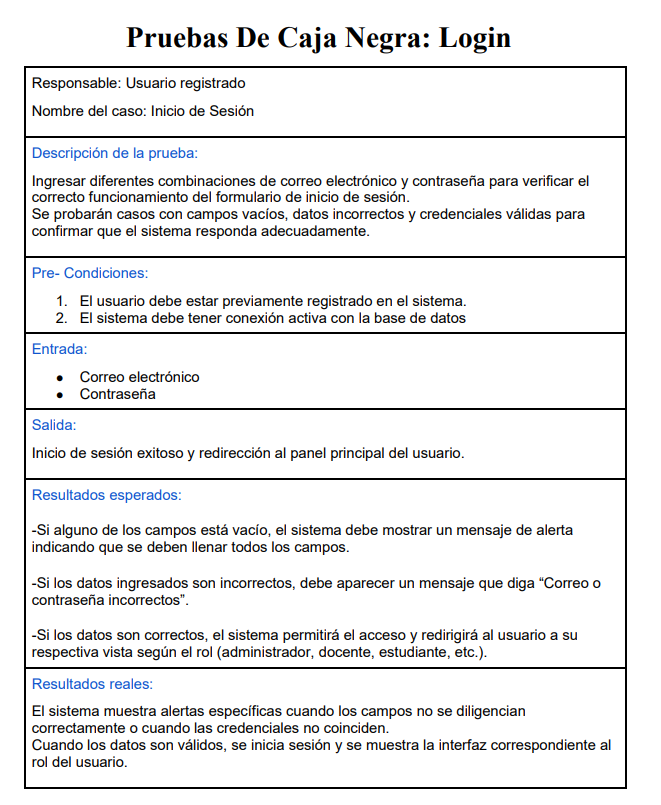 Pruebas De Caja Negra: Login
Responsable: Usuario registrado
Nombre del caso: Inicio de Sesión
Descripción de la prueba:
Ingresar diferentes combinaciones de correo electrónico y contraseña para verificar el
correcto funcionamiento del formulario de inicio de sesión.
Se probarán casos con campos vacíos, datos incorrectos y credenciales válidas para
confirmar que el sistema responda adecuadamente.
Pre- Condiciones:
1. El usuario debe estar previamente registrado en el sistema.
2. El sistema debe tener conexión activa con la base de datos
Entrada:
● Correo electrónico
● Contraseña
Salida:
Inicio de sesión exitoso y redirección al panel principal del usuario.
Resultados esperados:
-Si alguno de los campos está vacío, el sistema debe mostrar un mensaje de alerta
indicando que se deben llenar todos los campos.
-Si los datos ingresados son incorrectos, debe aparecer un mensaje que diga “Correo o
contraseña incorrectos”.
-Si los datos son correctos, el sistema permitirá el acceso y redirigirá al usuario a su
respectiva vista según el rol (administrador, docente, estudiante, etc.).
Resultados reales:
El sistema muestra alertas específicas cuando los campos no se diligencian
correctamente o cuando las credenciales no coinciden.
Cuando los datos son válidos, se inicia sesión y se muestra la interfaz correspondiente al
rol del usuario.